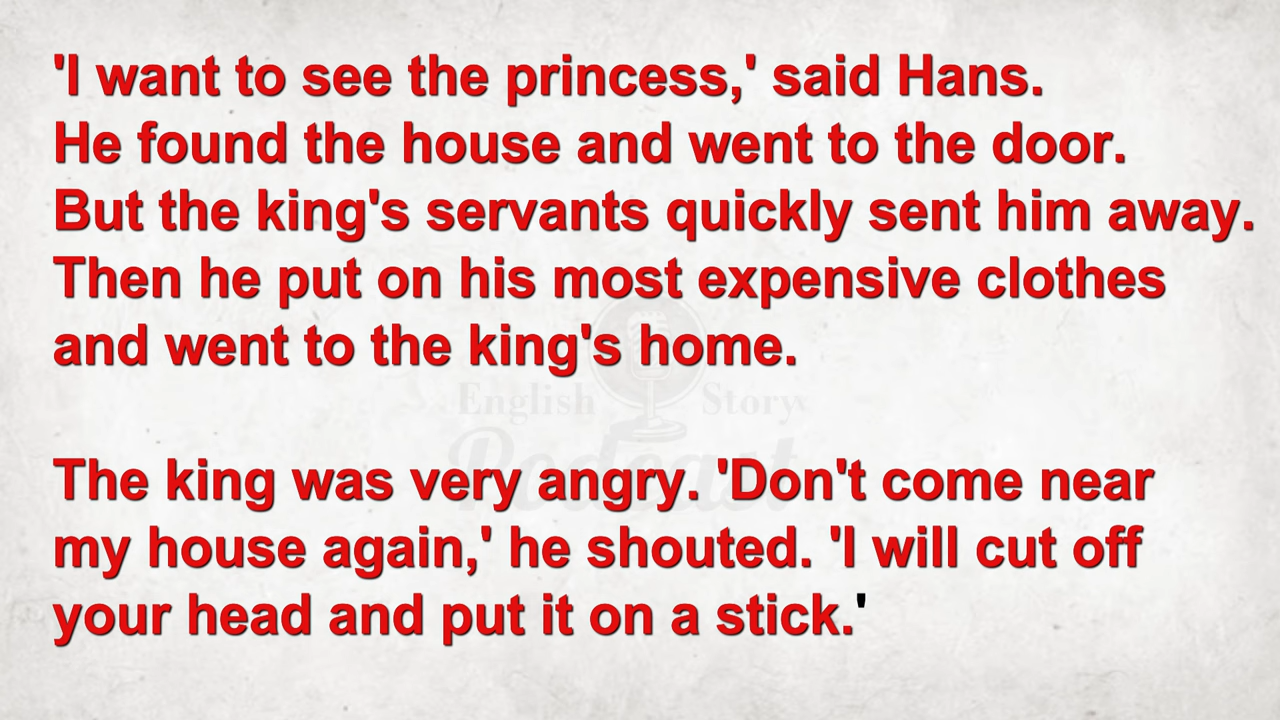 'I want to see the princess,' said Hans.
He found the house and went to the door.
But the king's servants quickly sent him away.
Then he put on his most expensive clothes
and went to the king's home.
English Story
Podcast
The king was very angry. 'Don't come near
my house again,' he shouted. 'I will cut off
your head and put it on a stick.'